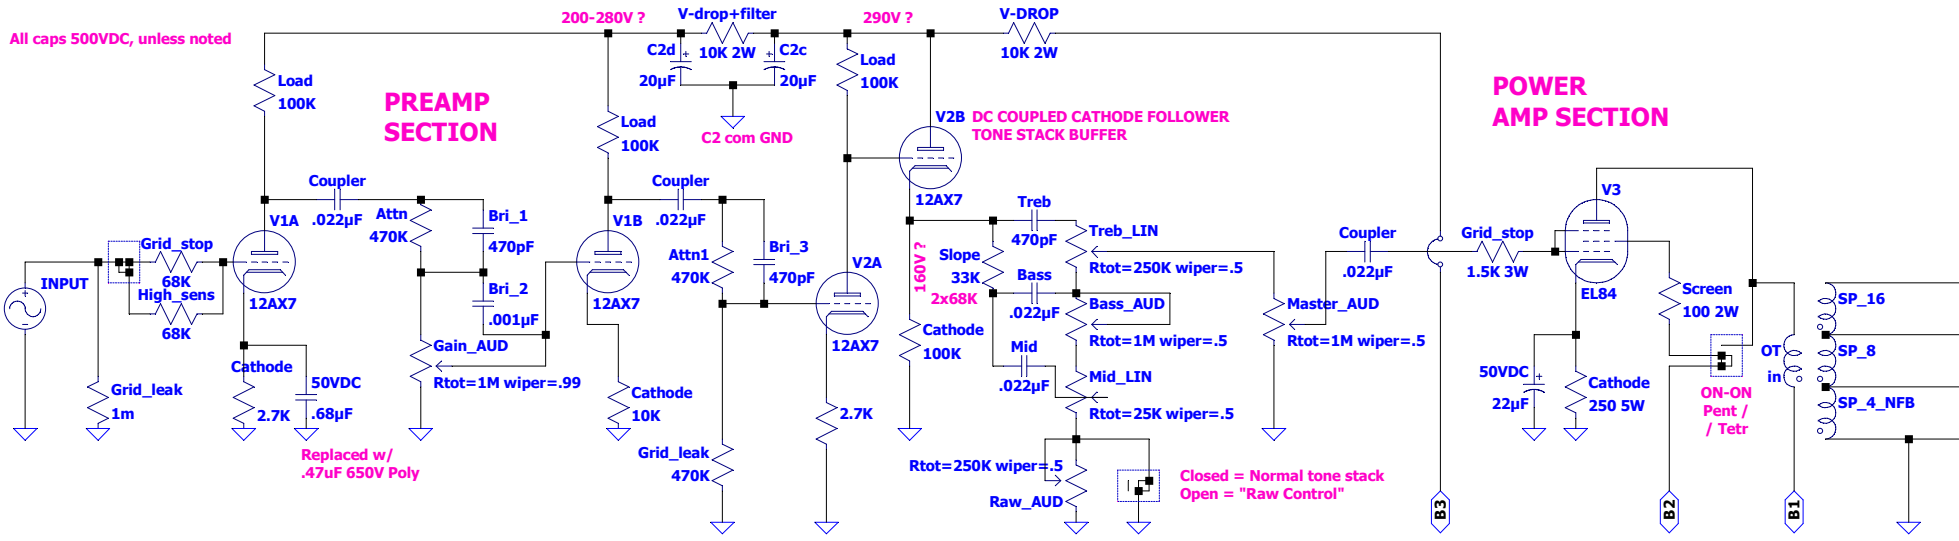 All caps 500VDC, unless noted
200-280V ?
V-drop+filter
10K 2W
C2d
20µF
C2c
20µF
C2 com GND
290V ?
V-DROP
10K 2W
Load
100K
PREAMP
SECTION
Load
100K
Load
100K
V2B
DC COUPLED CATHODE FOLLOWER
TONE STACK BUFFER
12AX7
POWER
AMP SECTION
INPUT
Grid_stop
68K
High_sens
68K
Grid_leak
1m
V1A
12AX7
Cathode
2.7K
50VDC
.68µF
Replaced w/
.47uF 650V Poly
Coupler
.022µF
Attn
470K
Bri_1
470pF
Bri_2
.001µF
Gain_AUD
Rtot=1M wiper=.99
V1B
12AX7
Cathode
10K
Coupler
.022µF
Attn1
470K
Bri_3
470pF
Grid_leak
470K
V2A
12AX7
2.7K
160V ?
Cathode
100K
Slope
33K
2x68K
Treb
470pF
Treb_LIN
Rtot=250K wiper=.5
Bass
.022µF
Bass_AUD
Rtot=1M wiper=.5
Mid
.022µF
Mid_LIN
Rtot=25K wiper=.5
Rtot=250K wiper=.5
Raw_AUD
Closed = Normal tone stack
Open = "Raw Control"
Master_AUD
Rtot=1M wiper=.5
Coupler
.022µF
Grid_stop
1.5K 3W
V3
EL84
50VDC
22µF
Cathode
250 5W
Screen
100 2W
ON-ON
Pent /
/ Tetr
OT
in
SP_16
SP_8
SP_4_NFB
B3
B2
B1